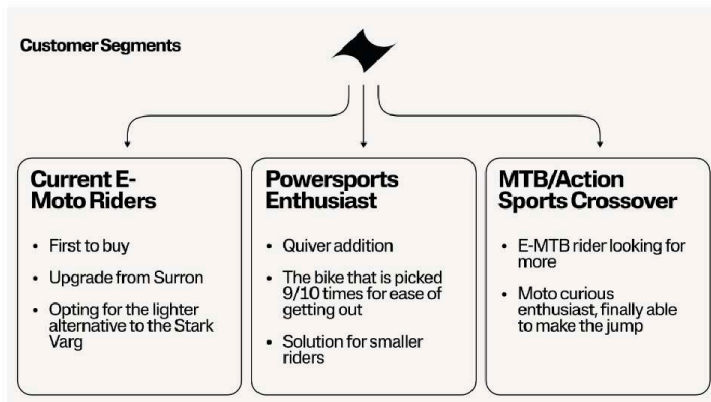 Customer Segments
Current E-
Moto Riders
• First to buy
• Upgrade from Surron
• Opting for the lighter
alternative to the Stark
Varg
Powersports
Enthusiast
• Quiver addition
• The bike that is picked
9/10 times for ease of
getting out
• Solution for smaller
riders
MTB/Action
Sports Crossover
• E-MTB rider looking for
more
• Moto curious
enthusiast, finally able
to make the jump